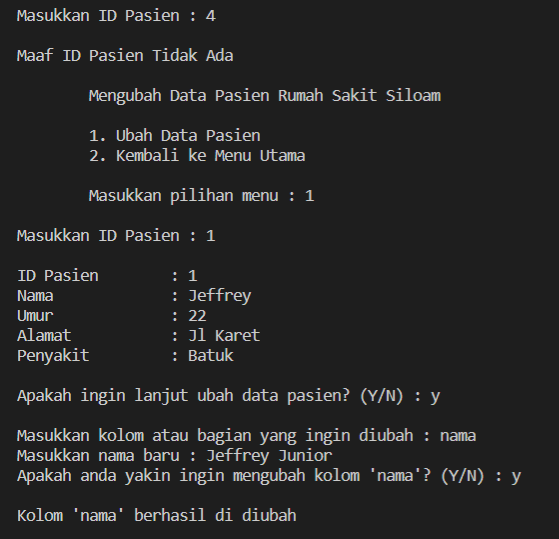 Masukkan ID Pasien : 4
Maaf ID Pasien Tidak Ada
Mengubah Data Pasien Rumah Sakit Siloam
1. Ubah Data Pasien
2. Kembali ke Menu Utama
Masukkan pilihan menu : 1
Masukkan ID Pasien : 1
ID Pasien : 1
Nama : Jeffrey
Umur : 22
Alamat : Jl Karet
Penyakit : Batuk
Apakah ingin lanjut ubah data pasien? (Y/N) : y
Masukkan kolom atau bagian yang ingin diubah : nama
Masukkan nama baru : Jeffrey Junior
Apakah anda yakin ingin mengubah kolom 'nama'? (Y/N) : y
Kolom 'nama' berhasil di diubah